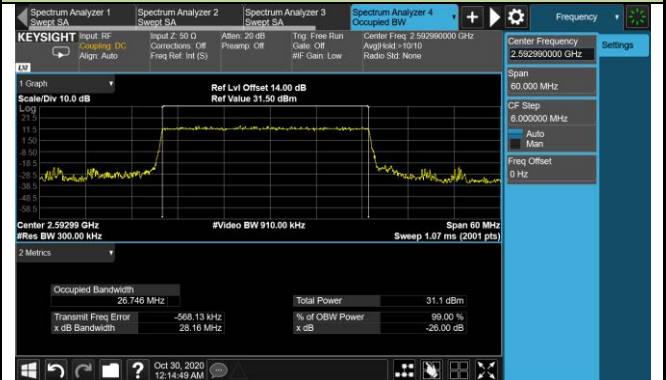 Spectrum Analyzer 1
Swept SA
Spectrum Analyzer 2
Swept SA
Spectrum Analyzer 3
Swept SA
Spectrum Analyzer 4
Occupied BW
Frequency
KEYSIGHT
Input: RF
Coupling: DC
Align: Auto
Input Z: 50 Ω
Corrections: Off
Freq Ref: Int (S)
Atten: 20 dB
Preamp: Off
Trig: Free Run
Gate: Off
#IF Gain: Low
Center Freq: 2.592990000 GHz
Avg|Hold:>10/10
Radio Std: None
Center Frequency
2.592990000 GHz
Settings
Span
60.000 MHz
CF Step
6.000000 MHz
Auto
Man
Freq Offset
0 Hz
LXI
1 Graph
Scale/Div 10.0 dB
Ref Lvl Offset 14.00 dB
Ref Value 31.50 dBm
Log
21.5
11.5
1.50
-8.50
-18.5
-28.5
-38.5
-48.5
-58.5
Center 2.59299 GHz
#Video BW 910.00 kHz
Span 60 MHz
#Res BW 300.00 kHz
Sweep 1.07 ms (2001 pts)
2 Metrics
Occupied Bandwidth
26.746 MHz
Total Power
31.1 dBm
Transmit Freq Error
-568.13 kHz
% of OBW Power
99.00 %
x dB Bandwidth
28.16 MHz
x dB
-26.00 dB
Oct 30, 2020
12:14:49 AM